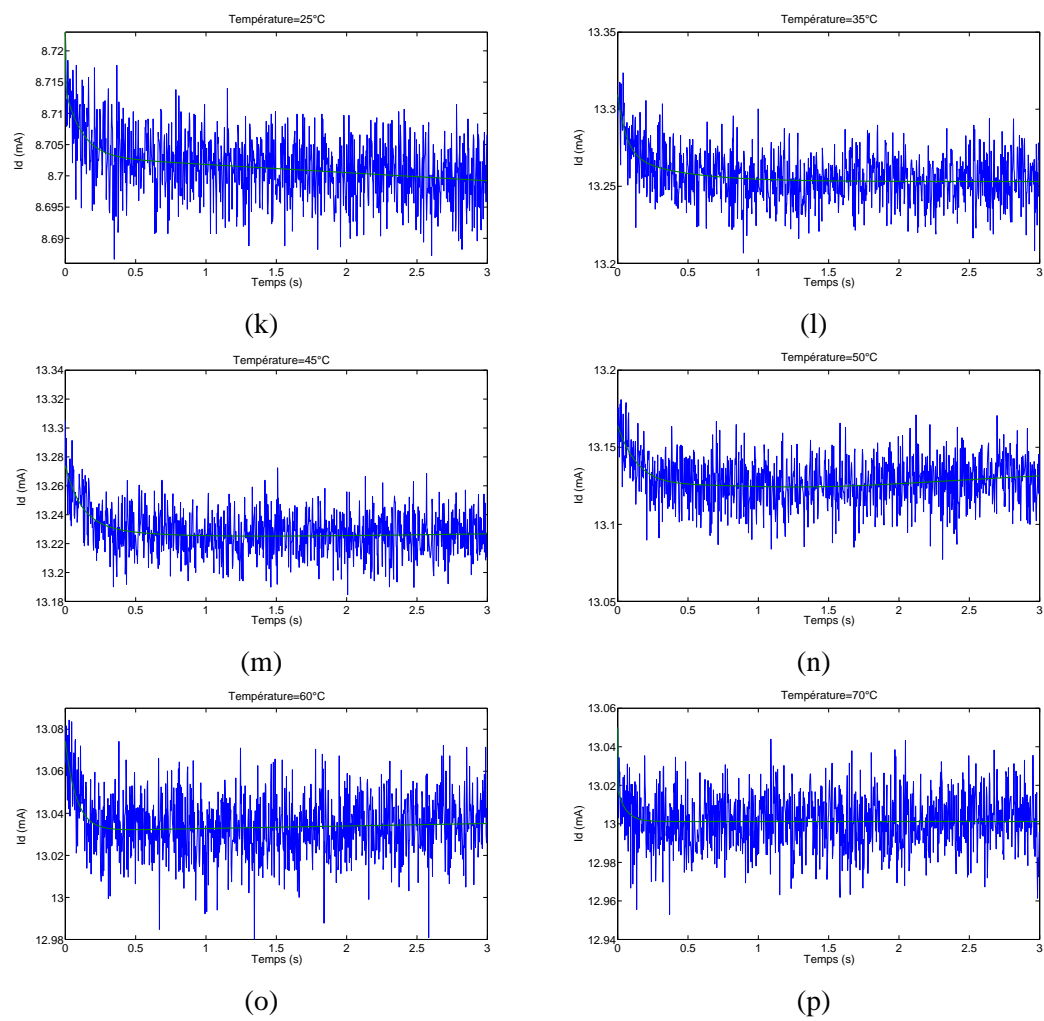 Température=25°C
8.72
8.715
8.71
8.705
8.7
8.695
8.69
Id (mA)
0 0.5 1 1.5 2 2.5 3
Temps (s)
(k)
Température=35°C
13.35
13.3
13.25
13.2
Id (mA)
0 0.5 1 1.5 2 2.5 3
Temps (s)
(l)
Température=45°C
13.34
13.32
13.3
13.28
13.26
13.24
13.22
13.2
13.18
Id (mA)
0 0.5 1 1.5 2 2.5 3
Temps (s)
(m)
Température=50°C
13.2
13.15
13.1
13.05
Id (mA)
0 0.5 1 1.5 2 2.5 3
Temps (s)
(n)
Température=60°C
13.08
13.06
13.04
13.02
13
12.98
Id (mA)
0 0.5 1 1.5 2 2.5 3
Temps (s)
(o)
Température=70°C
13.06
13.04
13.02
13
12.98
12.96
12.94
Id (mA)
0 0.5 1 1.5 2 2.5 3
Temps (s)
(p)